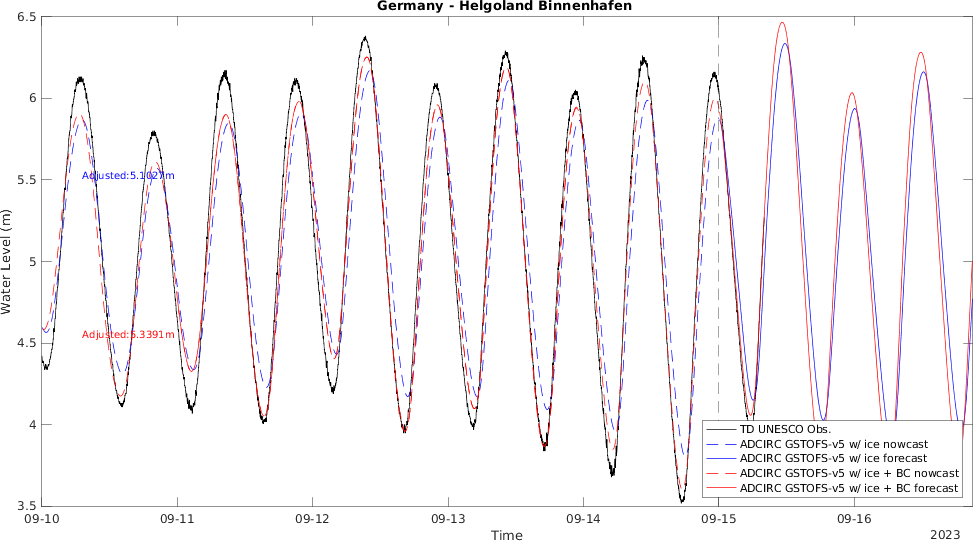 Germany - Helgoland Binnenhafen
6.5
6
5.5
5
4.5
4
3.5
Water Level (m)
Adjusted:5.1027m
Adjusted:5.3391m
TD UNESCO Obs.
ADCIRC GSTOFS-v5 w/ ice nowcast
ADCIRC GSTOFS-v5 w/ ice forecast
ADCIRC GSTOFS-v5 w/ ice + BC nowcast
ADCIRC GSTOFS-v5 w/ ice + BC forecast
09-10
09-11
09-12
09-13
09-14
09-15
09-16
Time
2023